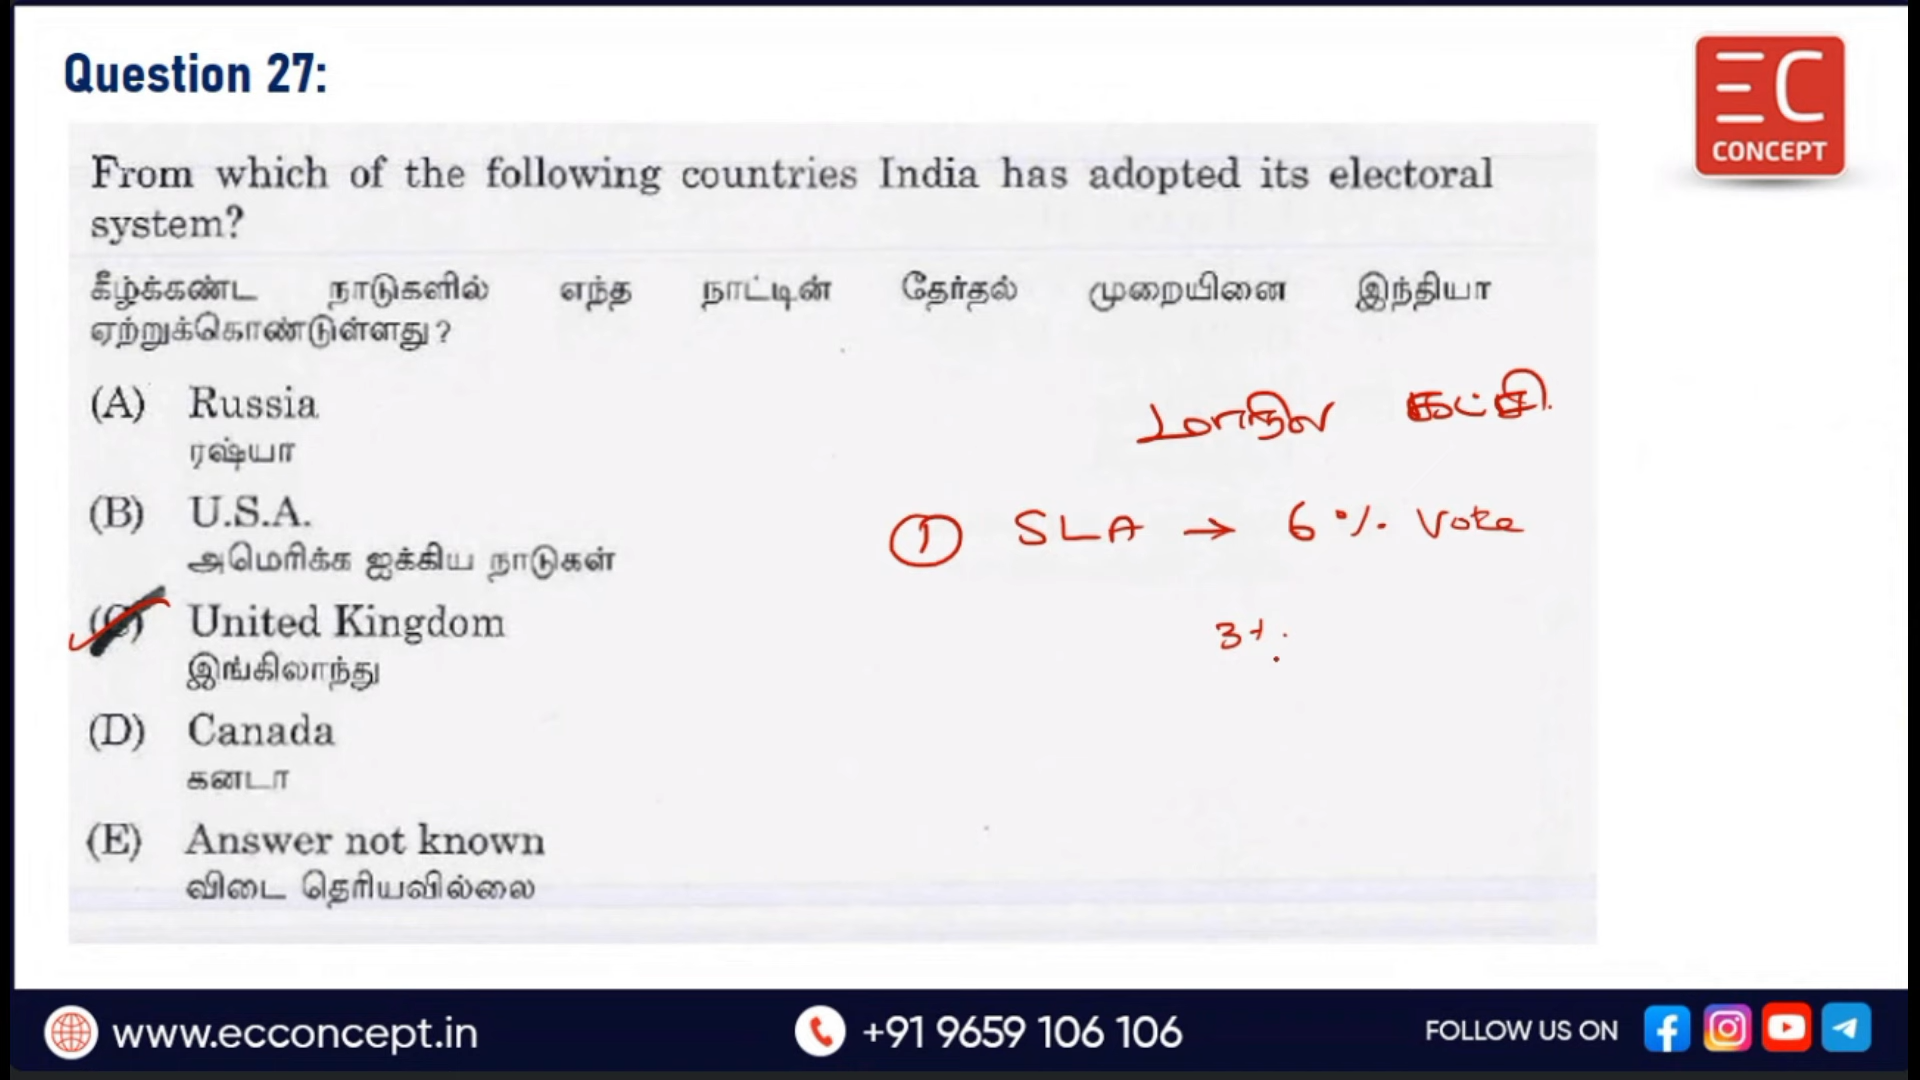 Question 27:
EC
CONCEPT
From which of the following countries India has adopted its electoral
system?
கீழ்க்கண்ட நாடுகளில் எந்த நாட்டின் தேர்தல் முறையினை இந்தியா
ஏற்றுக்கொண்டுள்ளது?
(A) Russia
ரஷ்யா
மாநில கட்சி.
(B) U.S.A.
அமெரிக்க ஐக்கிய நாடுகள்
① SLA → 6% Vote
(C) United Kingdom
இங்கிலாந்து
(D) Canada
கனடா
(E) Answer not known
விடை தெரியவில்லை
www.ecconcept.in
+91 9659 106 106
FOLLOW US ON